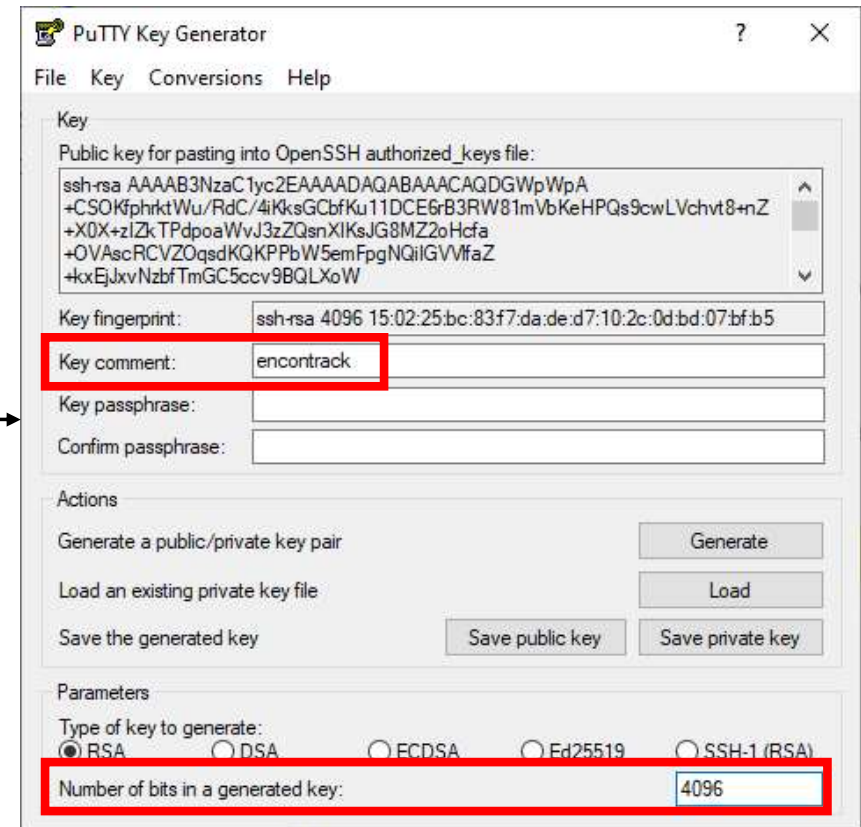 PuTTY Key Generator ? ×
File Key Conversions Help
Key
Public key for pasting into OpenSSH authorized_keys file:
ssh-rsa AAAAB3NzaC1yc2EAAAADAQABAAACAQDGWpWpA
+CSOKfphrktWu/RdC/4iKksGCbfKu11DCE6rB3RW81mVbKeHPQs9cwLVchvt8+nZ
+X0X+zIZkTPdpoaWvJ3zZQsnXIKsJG8MZ2oHcfa
+OVAscRCVZOqsdKQKPPbW5emFpgNQiIGVVlfaZ
+kxEjJxvNzbfTmGC5ccv9BQLXoW
Key fingerprint: ssh-rsa 4096 15:02:25:bc:83:f7:da:de:d7:10:2c:0d:bd:07:bf:b5
Key comment: encontrack
Key passphrase:
Confirm passphrase:
Actions
Generate a public/private key pair Generate
Load an existing private key file Load
Save the generated key Save public key Save private key
Parameters
Type of key to generate:
RSA DSA ECDSA Ed25519 SSH-1 (RSA)
Number of bits in a generated key: 4096